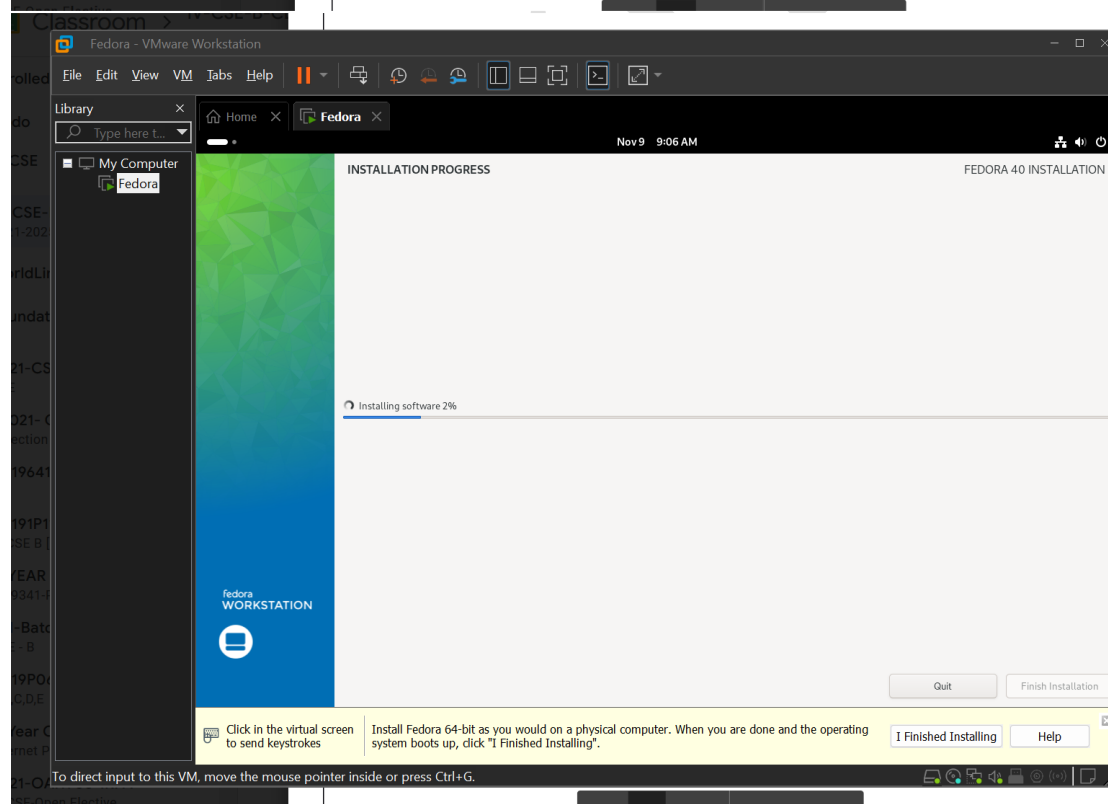 Classroom >
Fedora - VMware Workstation
File Edit View VM Tabs Help
Library
Type here t...
My Computer
Fedora
Home
Fedora
Nov 9 9:06 AM
INSTALLATION PROGRESS
FEDORA 40 INSTALLATION
Installing software 2%
fedora
WORKSTATION
Quit
Finish Installation
Click in the virtual screen
to send keystrokes
Install Fedora 64-bit as you would on a physical computer. When you are done and the operating
system boots up, click "I Finished Installing".
I Finished Installing
Help
To direct input to this VM, move the mouse pointer inside or press Ctrl+G.